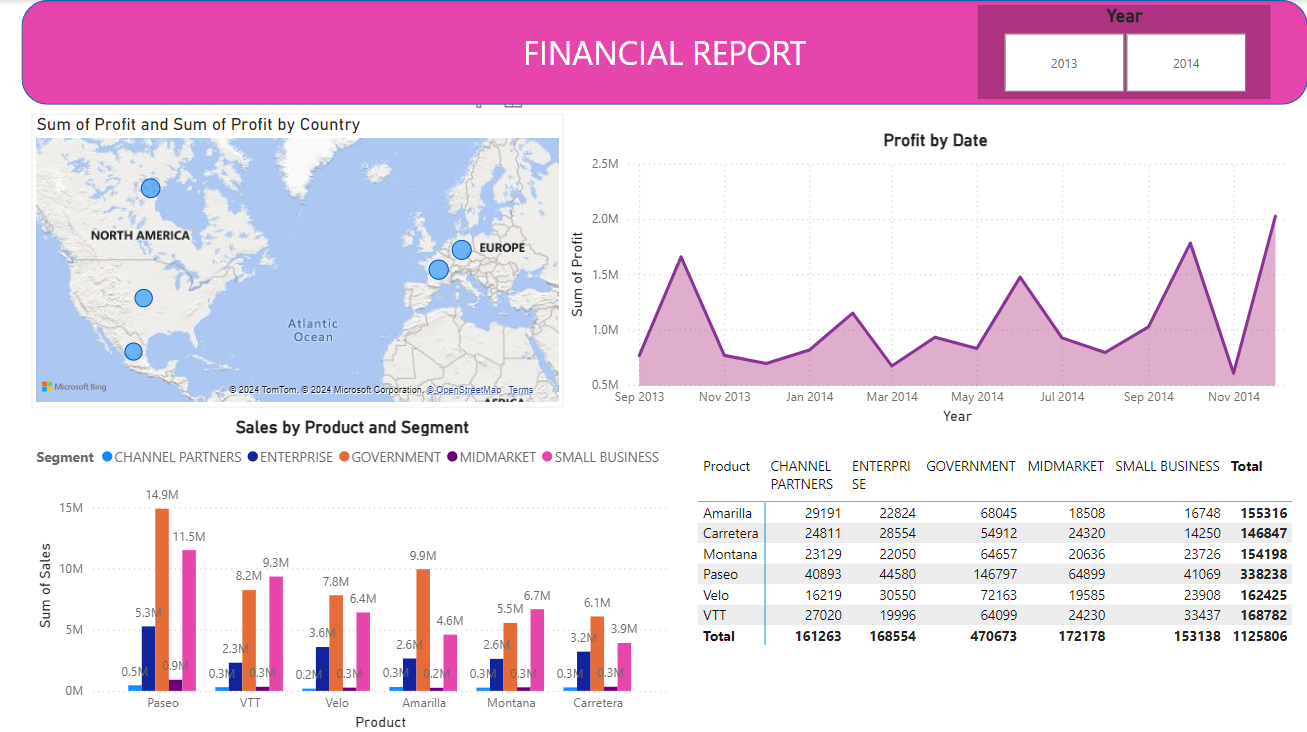 FINANCIAL REPORT
Year
2013
2014
Sum of Profit and Sum of Profit by Country
NORTH AMERICA
EUROPE
Atlantic
Ocean
AFRICA
Microsoft Bing
© 2024 TomTom, © 2024 Microsoft Corporation, © OpenStreetMap Terms
Profit by Date
Sum of Profit
2.5M
2.0M
1.5M
1.0M
0.5M
Sep 2013 Nov 2013 Jan 2014 Mar 2014 May 2014 Jul 2014 Sep 2014 Nov 2014
Year
Sales by Product and Segment
Segment CHANNEL PARTNERS ENTERPRISE GOVERNMENT MIDMARKET SMALL BUSINESS
Sum of Sales
15M
10M
5M
0M
0.5M 5.3M 14.9M 0.9M 11.5M
0.3M 2.3M 8.2M 0.3M 9.3M
0.2M 3.6M 7.8M 0.3M 6.4M
0.3M 2.6M 9.9M 0.2M 4.6M
0.3M 2.6M 5.5M 0.3M 6.7M
0.3M 3.2M 6.1M 0.3M 3.9M
Paseo VTT Velo Amarilla Montana Carretera
Product
Product CHANNEL PARTNERS ENTERPRISE GOVERNMENT MIDMARKET SMALL BUSINESS Total
Amarilla 29191 22824 68045 18508 16748 155316
Carretera 24811 28554 54912 24320 14250 146847
Montana 23129 22050 64657 20636 23726 154198
Paseo 40893 44580 146797 64899 41069 338238
Velo 16219 30550 72163 19585 23908 162425
VTT 27020 19996 64099 24230 33437 168782
Total 161263 168554 470673 172178 153138 1125806